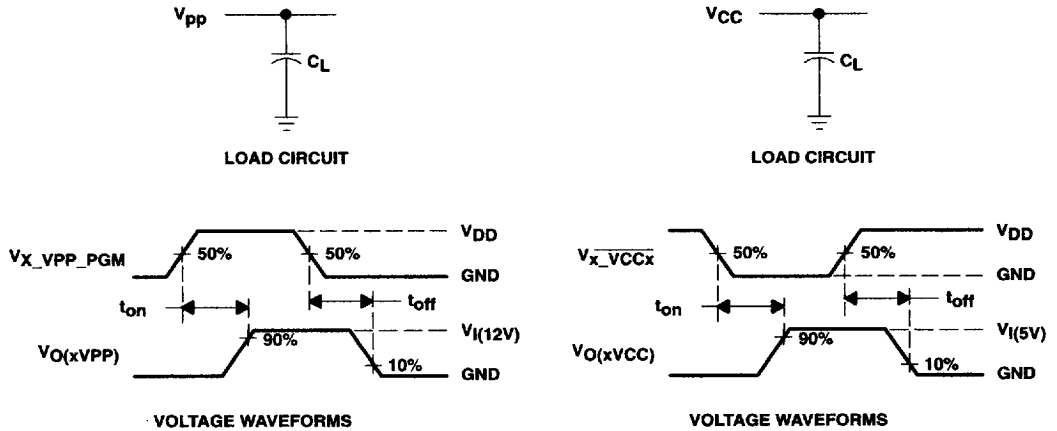 Vpp
CL
LOAD CIRCUIT
VX_VPP_PGM
50%
50%
VDD
GND
ton
toff
VO(xVPP)
90%
10%
VI(12V)
GND
VOLTAGE WAVEFORMS
VCC
CL
LOAD CIRCUIT
Vx_VCCx
50%
50%
VDD
GND
ton
toff
VO(xVCC)
90%
10%
VI(5V)
GND
VOLTAGE WAVEFORMS